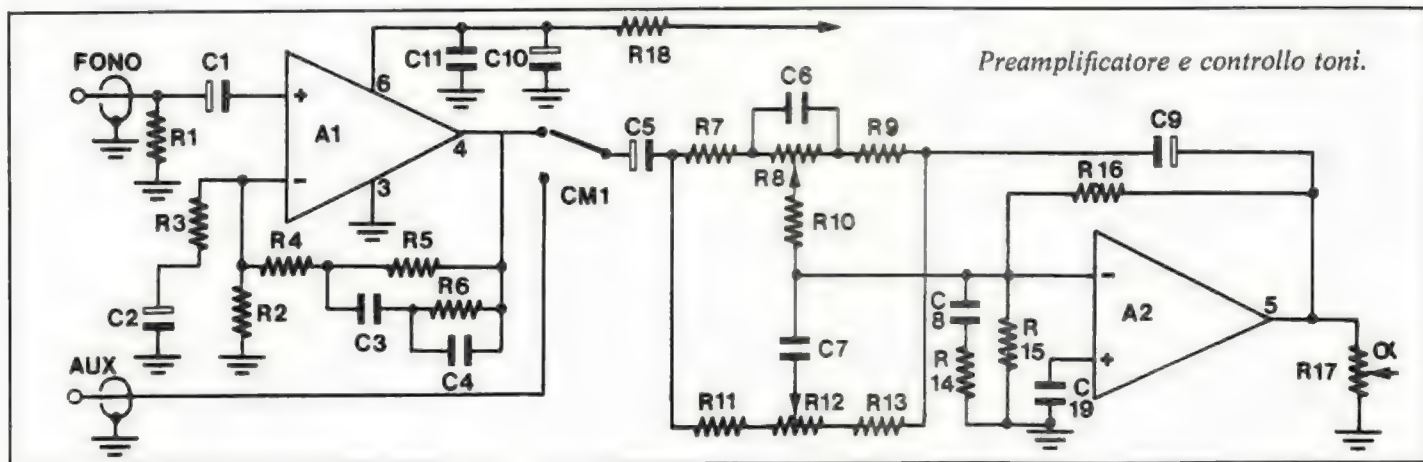 Preamplificatore e controllo toni.
FONO
C1
R1
+
A1
−
6
4
3
C11
C10
R18
R3
C2
R4
R5
R2
C3
R6
C4
AUX
CM1
C5
R7
C6
R8
R9
R10
C7
R11
R12
R13
C9
R16
C
8
R
14
R
15
−
A2
+
5
C
19
R17
α